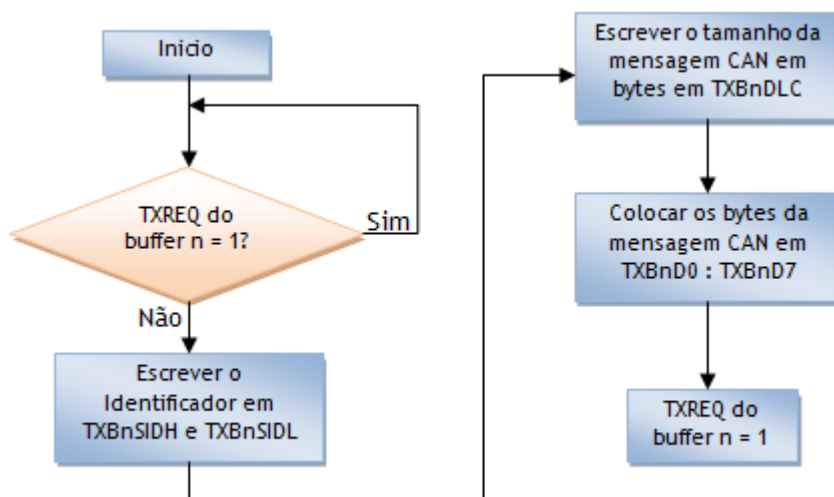 Inicio
TXREQ do
buffer n = 1?
Sim
Não
Escrever o
Identificador em
TXBnSIDH e TXBnSIDL
Escrever o tamanho da
mensagem CAN em
bytes em TXBnDLC
Colocar os bytes da
mensagem CAN em
TXBnD0 : TXBnD7
TXREQ do
buffer n = 1